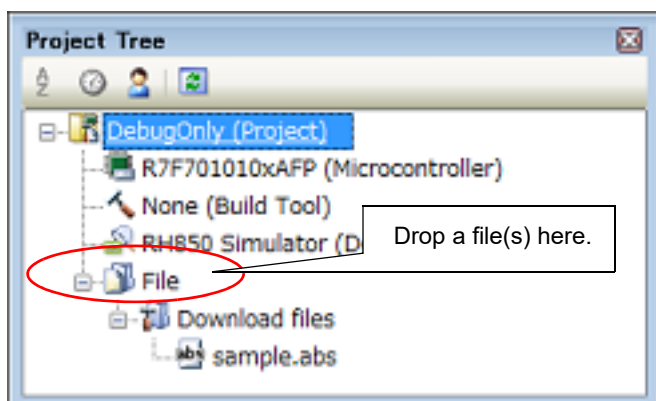 Project Tree
DebugOnly (Project)
R7F701010xAFP (Microcontroller)
None (Build Tool)
RH850 Simulator (D
Drop a file(s) here.
File
Download files
abs sample.abs